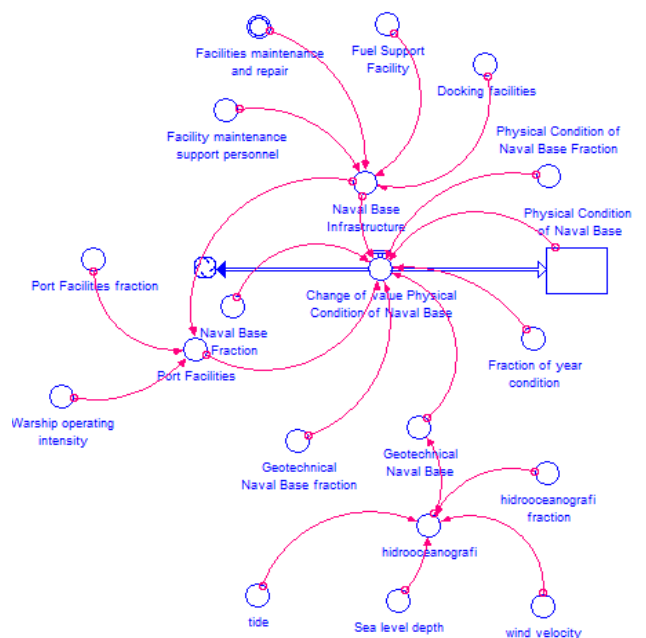 Facilities maintenance
and repair
Fuel Support
Facility
Docking facilities
Facility maintenance
support personnel
Physical Condition of
Naval Base Fraction
Naval Base
Infrastructure
Physical Condition
of Naval Base
Port Facilities fraction
Change of value Physical
Condition of Naval Base
Naval Base
Fraction
Port Facilities
Fraction of year
condition
Warship operating
intensity
Geotechnical
Naval Base fraction
Geotechnical
Naval Base
hidrooceanografi
fraction
hidrooceanografi
tide
Sea level depth
wind velocity